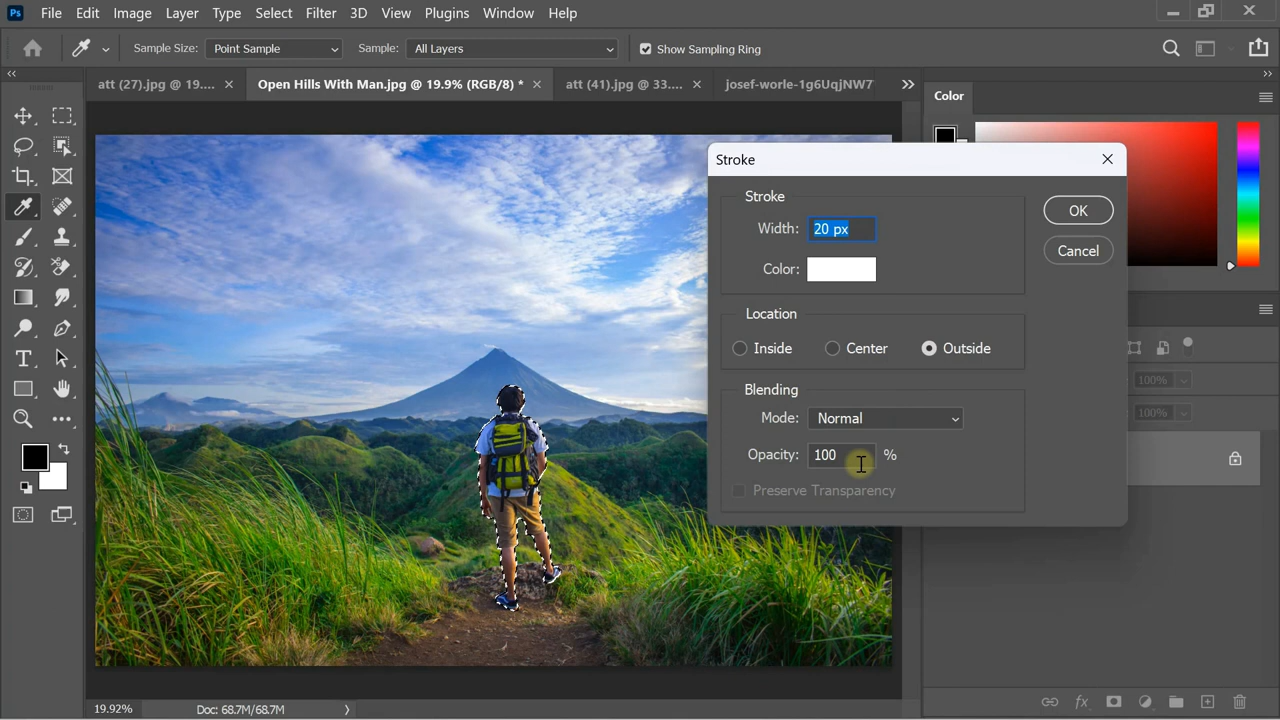 Ps File Edit Image Layer Type Select Filter 3D View Plugins Window Help
Sample Size: Point Sample Sample: All Layers Show Sampling Ring
att (27).jpg @ 19.... Open Hills With Man.jpg @ 19.9% (RGB/8) * att (41).jpg @ 33.... josef-worle-1g6UqjNW7
Color
Stroke
Stroke
Width: 20 px
OK
Color:
Cancel
Location
Inside Center Outside
100%
Blending
Mode: Normal
100%
Opacity: 100 %
Preserve Transparency
19.92% Doc: 68.7M/68.7M